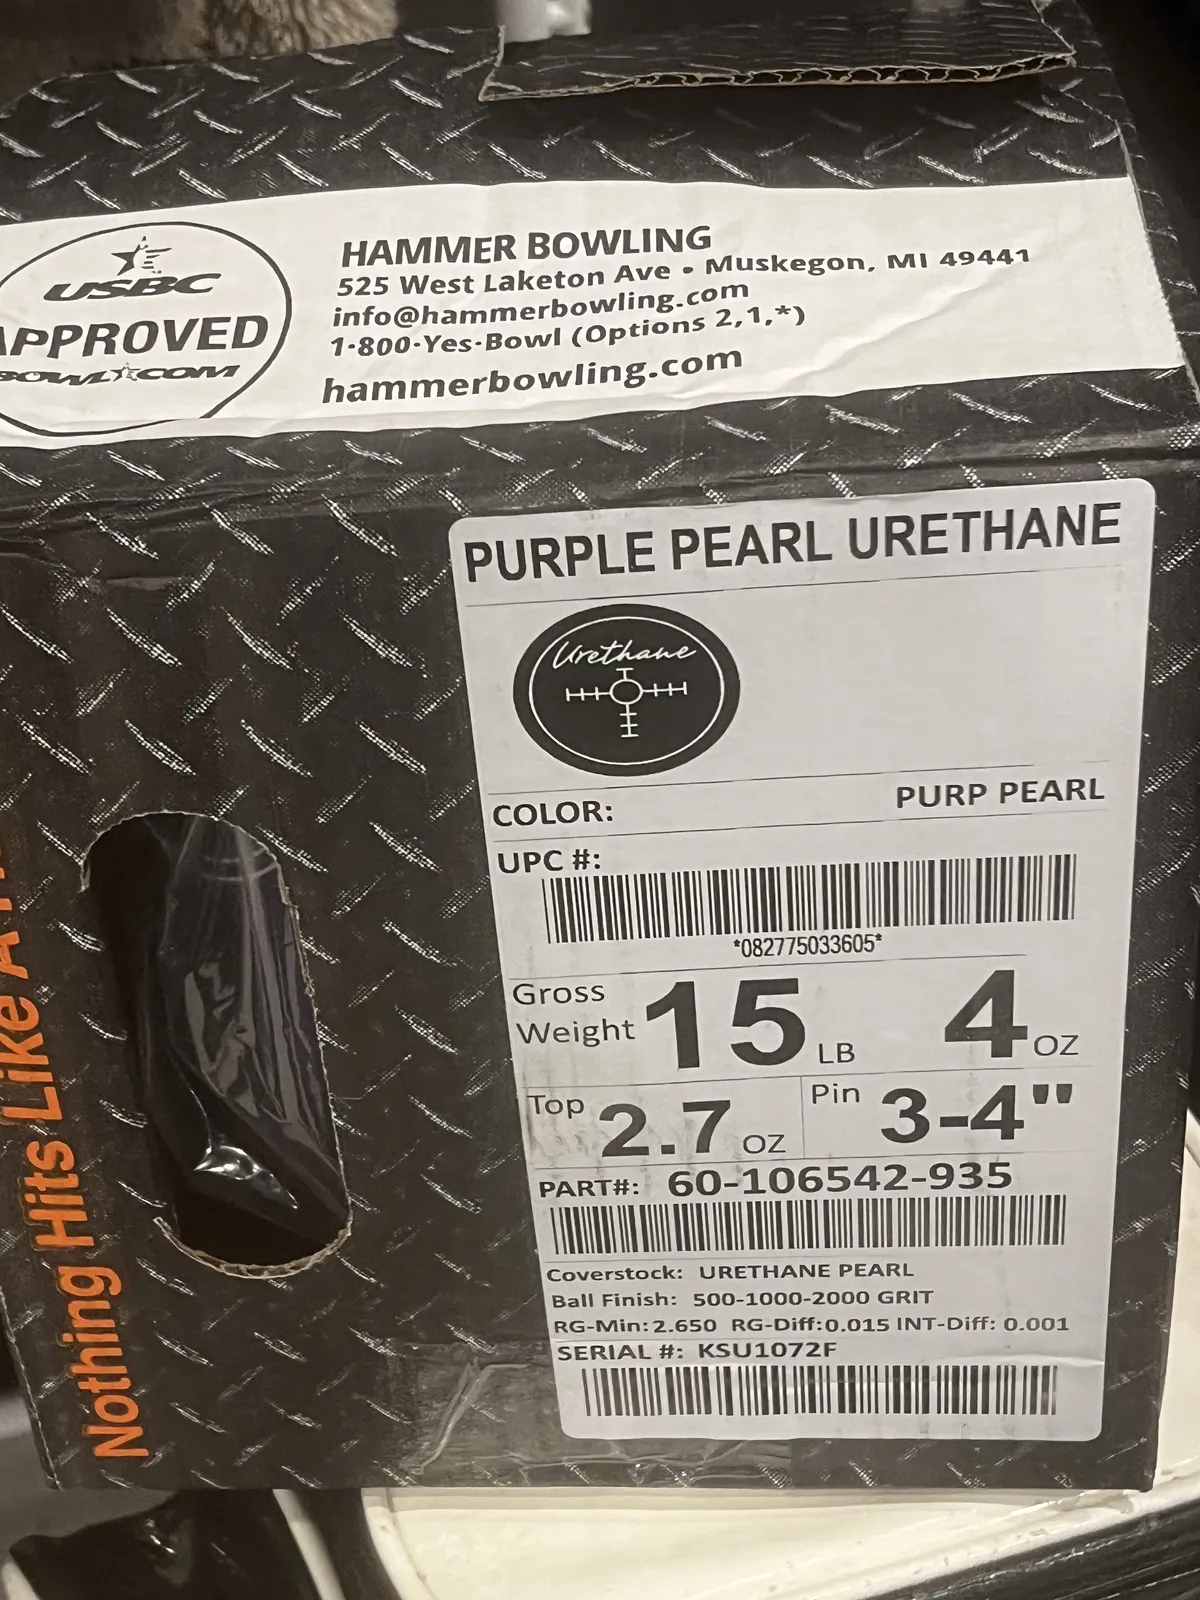 USBC
APPROVED
BOWL.COM
HAMMER BOWLING
525 West Laketon Ave • Muskegon, MI 49441
info@hammerbowling.com
1-800-Yes-Bowl (Options 2,1,*)
hammerbowling.com
PURPLE PEARL URETHANE
Urethane
COLOR: PURP PEARL
UPC #:
*082775033605*
Gross Weight 15 LB 4 OZ
Top 2.7 OZ Pin 3-4"
PART#: 60-106542-935
Coverstock: URETHANE PEARL
Ball Finish: 500-1000-2000 GRIT
RG-Min: 2.650 RG-Diff:0.015 INT-Diff: 0.001
SERIAL #: KSU1072F
Nothing Hits Like A